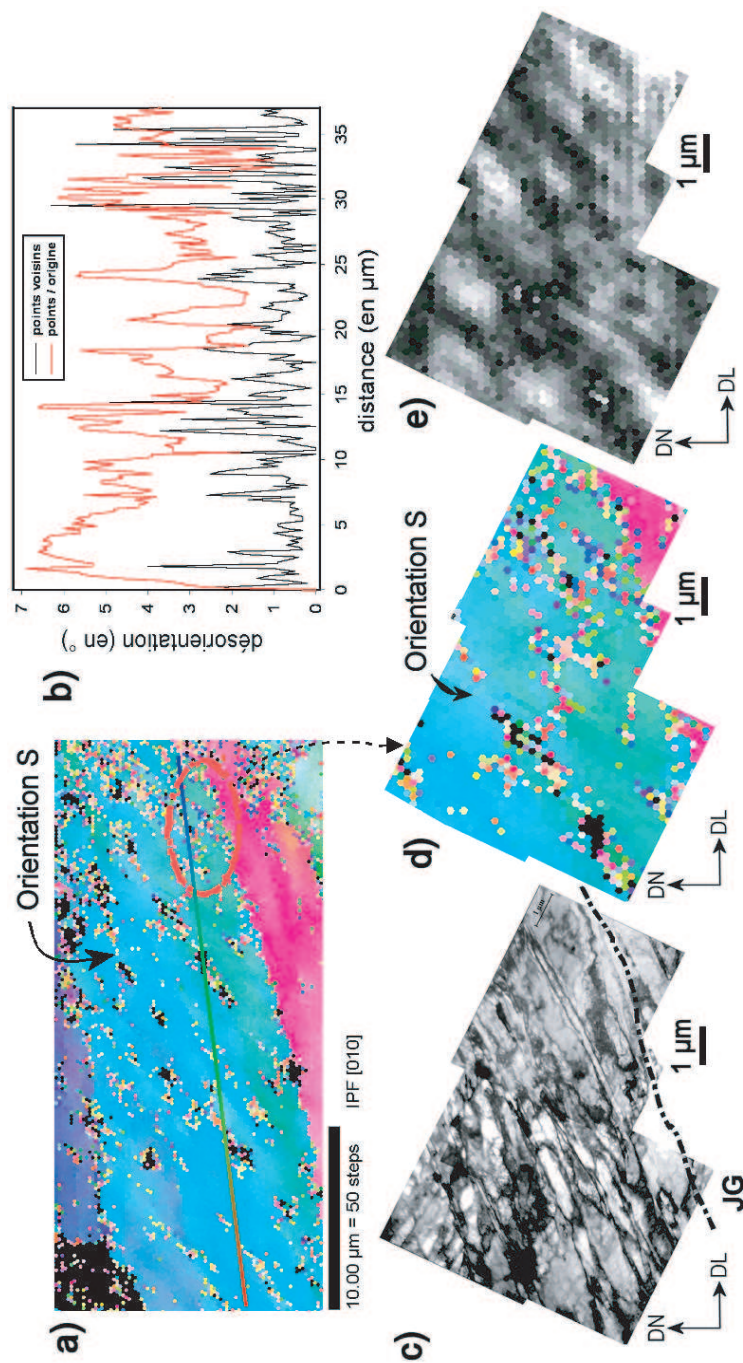 a)
Orientation S
10.00 µm = 50 steps IPF [010]
b)
désorientation (en°)
7
6
5
4
3
2
1
0
points voisins
points / origine
0 5 10 15 20 25 30 35
distance (en µm)
c)
1 µm
DN
DL
JG
1 µm
d)
Orientation S
DN
DL
1 µm
e)
DN
DL
1 µm